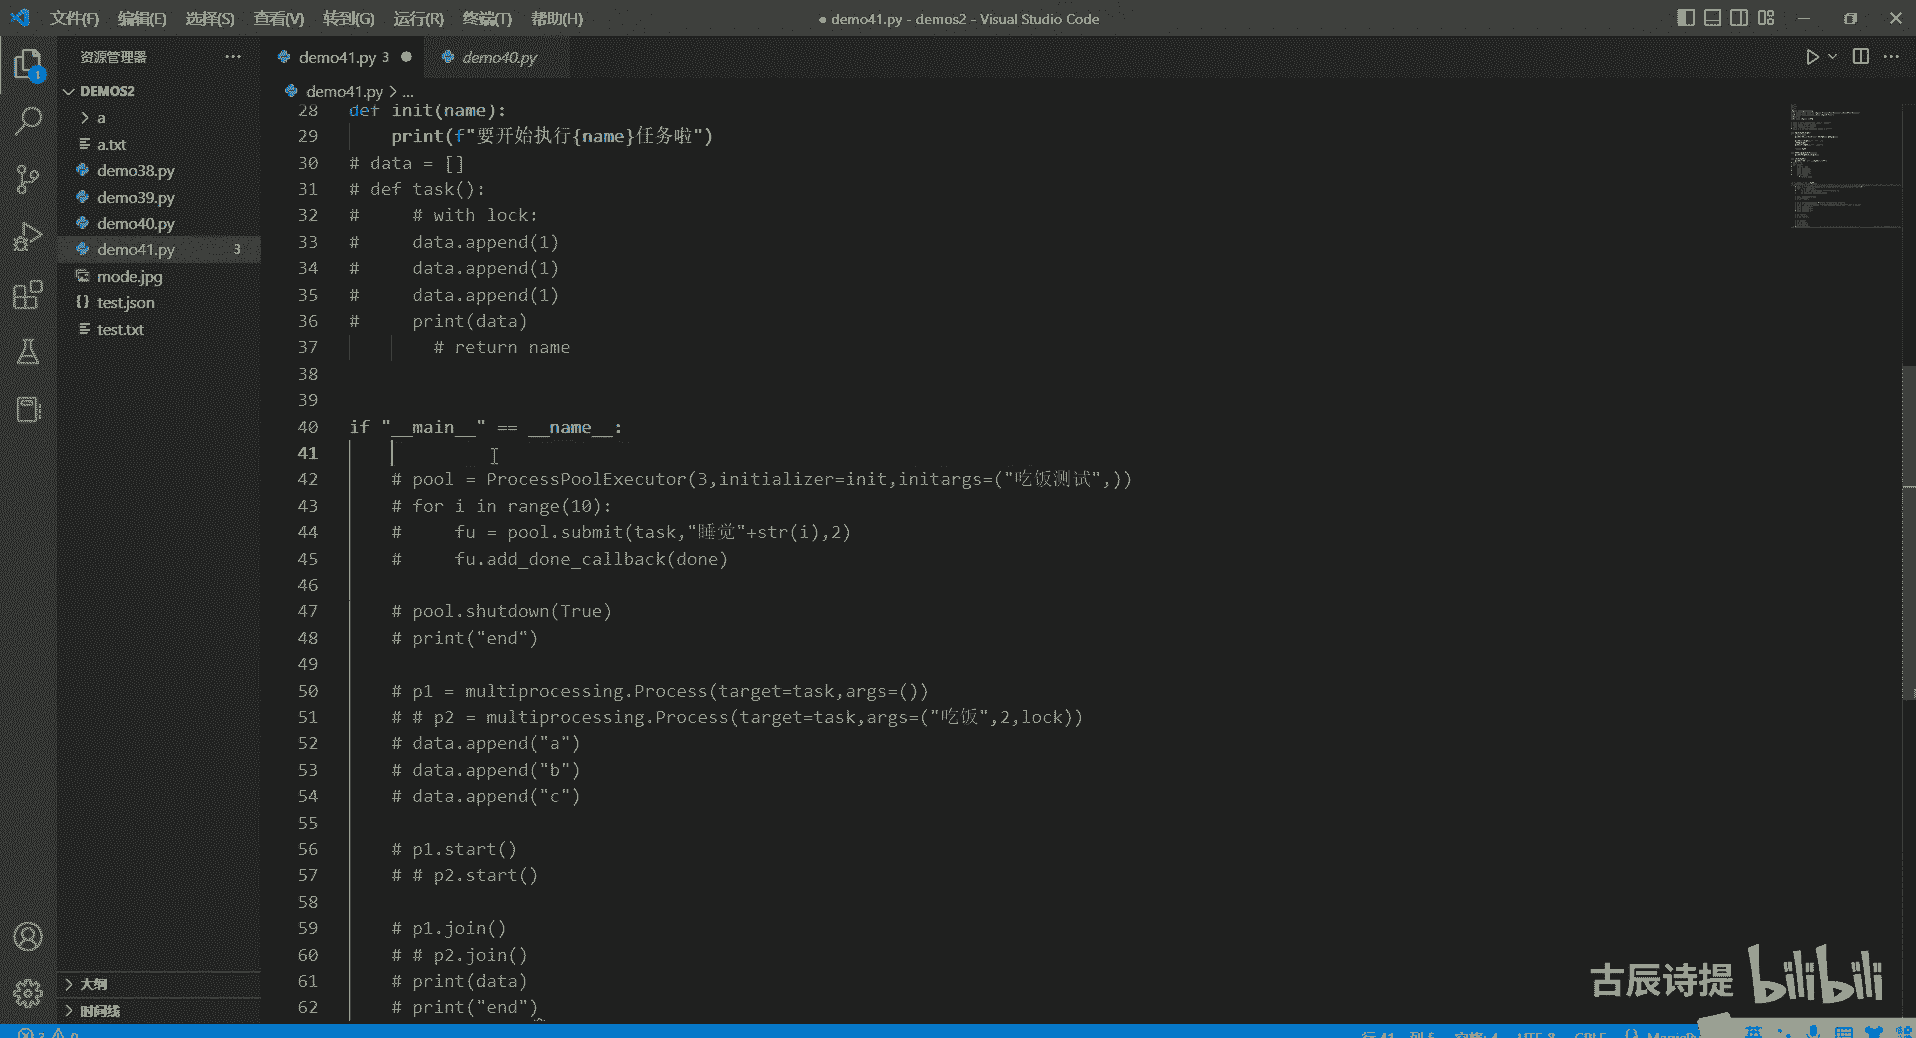 文件(F) 编辑(E) 选择(S) 查看(V) 转到(G) 运行(R) 终端(T) 帮助(H)
● demo41.py - demos2 - Visual Studio Code
资源管理器 ···
demo41.py 3 ●
demo40.py
1
DEMOS2
a
a.txt
demo38.py
demo39.py
demo40.py
demo41.py 3
mode.jpg
{} test.json
test.txt
大纲
时间线
demo41.py > ...
28 def init(name):
29 print(f"要开始执行{name}任务啦")
30 # data = []
31 # def task():
32 # # with lock:
33 # data.append(1)
34 # data.append(1)
35 # data.append(1)
36 # print(data)
37 # return name
38
39
40 if "__main__" == __name__:
41
42 # pool = ProcessPoolExecutor(3,initializer=init,initargs=("吃饭测试",))
43 # for i in range(10):
44 # fu = pool.submit(task,"睡觉"+str(i),2)
45 # fu.add_done_callback(done)
46
47 # pool.shutdown(True)
48 # print("end")
49
50 # p1 = multiprocessing.Process(target=task,args=())
51 # # p2 = multiprocessing.Process(target=task,args=("吃饭",2,lock))
52 # data.append("a")
53 # data.append("b")
54 # data.append("c")
55
56 # p1.start()
57 # # p2.start()
58
59 # p1.join()
60 # # p2.join()
61 # print(data)
62 # print("end")
古辰诗提 bilibili